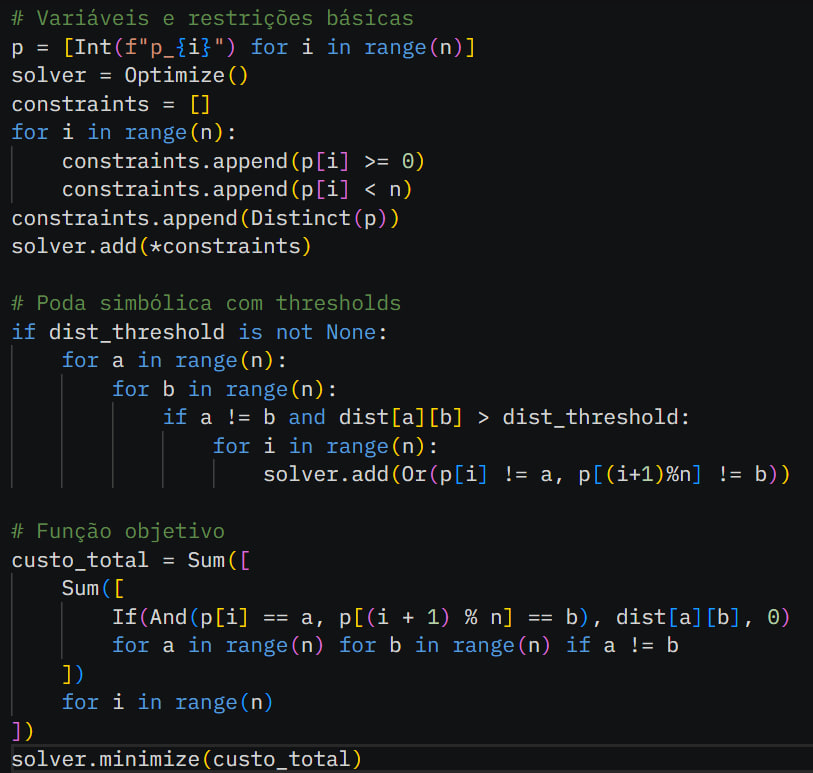 # Variáveis e restrições básicas
p = [Int(f"p_{i}") for i in range(n)]
solver = Optimize()
constraints = []
for i in range(n):
    constraints.append(p[i] >= 0)
    constraints.append(p[i] < n)
constraints.append(Distinct(p))
solver.add(*constraints)

# Poda simbólica com thresholds
if dist_threshold is not None:
    for a in range(n):
        for b in range(n):
            if a != b and dist[a][b] > dist_threshold:
                for i in range(n):
                    solver.add(Or(p[i] != a, p[(i+1)%n] != b))

# Função objetivo
custo_total = Sum([
    Sum([
        If(And(p[i] == a, p[(i + 1) % n] == b), dist[a][b], 0)
        for a in range(n) for b in range(n) if a != b
    ])
    for i in range(n)
])
solver.minimize(custo_total)